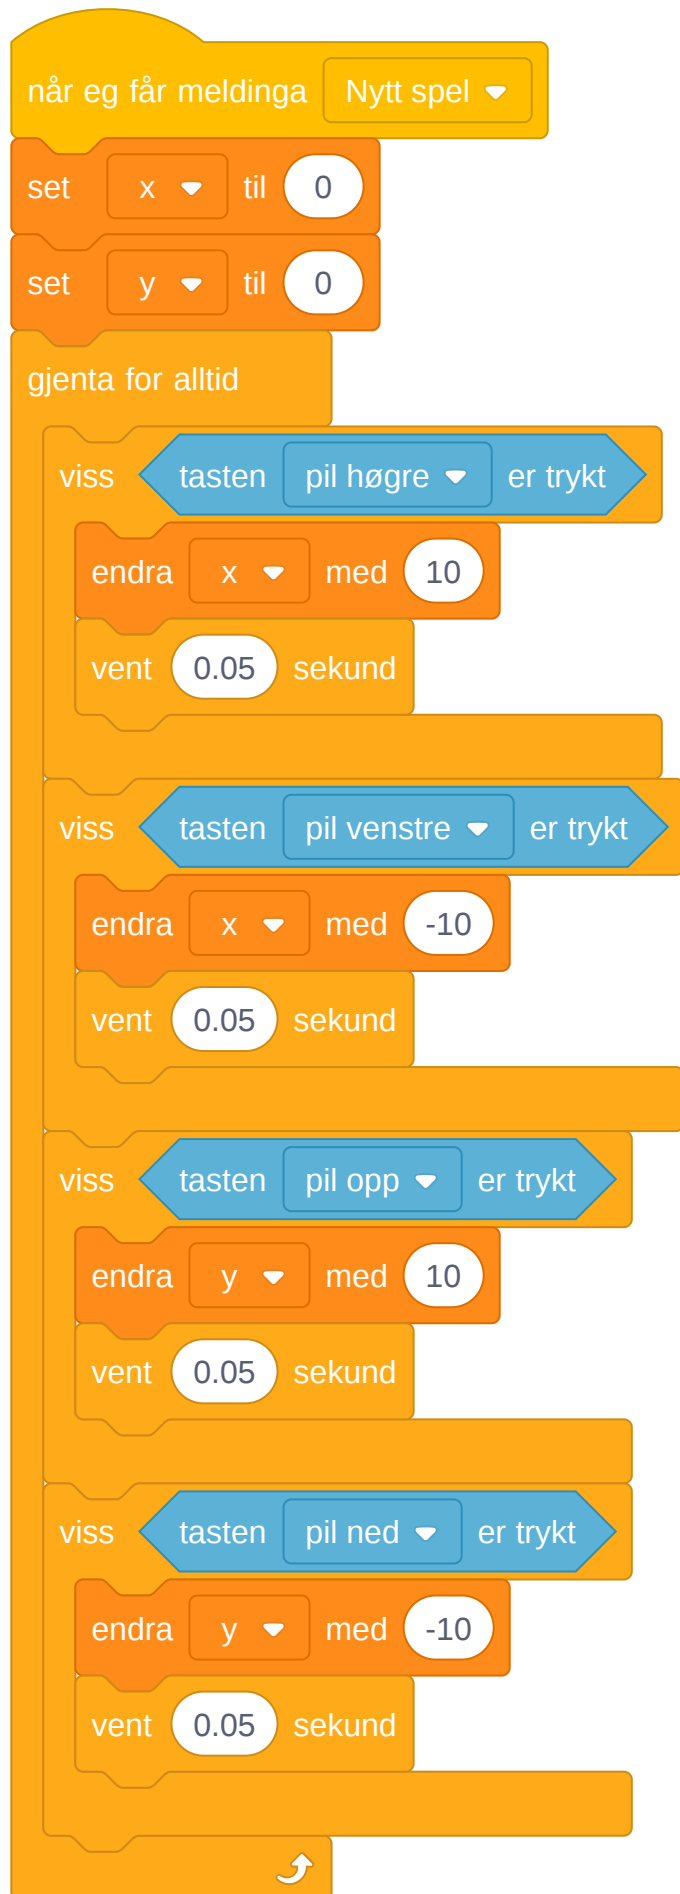 når eg får meldinga Nytt spel
set x til 0
set y til 0
gjenta for alltid
viss tasten pil høgre er trykt
endra x med 10
vent 0.05 sekund
viss tasten pil venstre er trykt
endra x med -10
vent 0.05 sekund
viss tasten pil opp er trykt
endra y med 10
vent 0.05 sekund
viss tasten pil ned er trykt
endra y med -10
vent 0.05 sekund